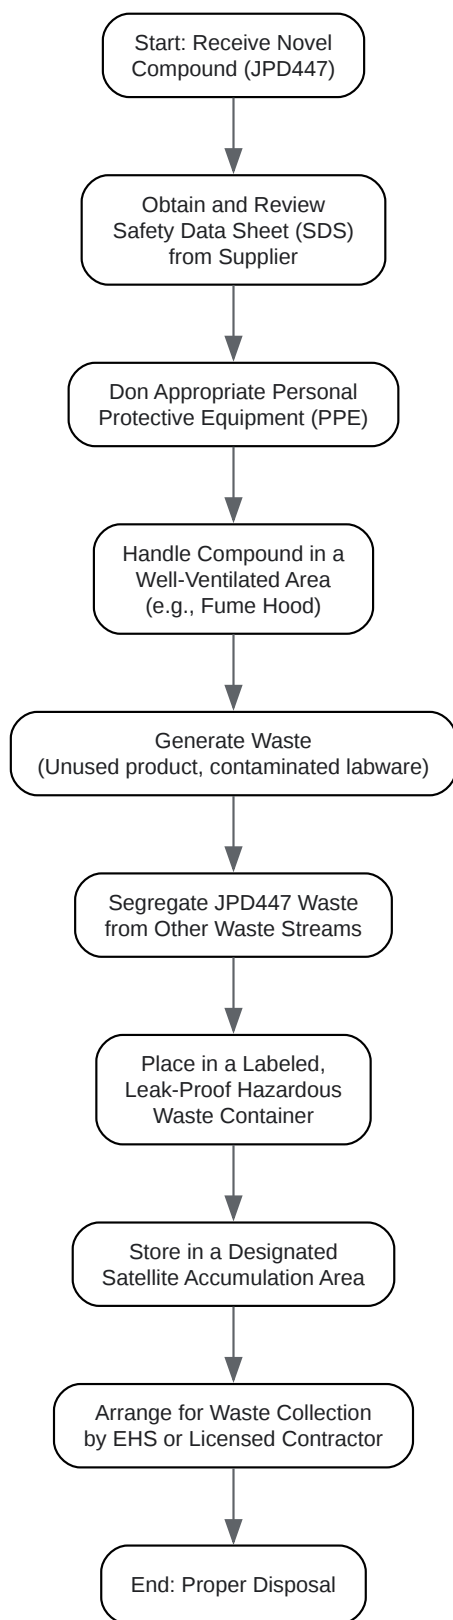 Start: Receive Novel
Compound (JPD447)
Obtain and Review
Safety Data Sheet (SDS)
from Supplier
Don Appropriate Personal
Protective Equipment (PPE)
Handle Compound in a
Well-Ventilated Area
(e.g., Fume Hood)
Generate Waste
(Unused product, contaminated labware)
Segregate JPD447 Waste
from Other Waste Streams
Place in a Labeled,
Leak-Proof Hazardous
Waste Container
Store in a Designated
Satellite Accumulation Area
Arrange for Waste Collection
by EHS or Licensed Contractor
End: Proper Disposal